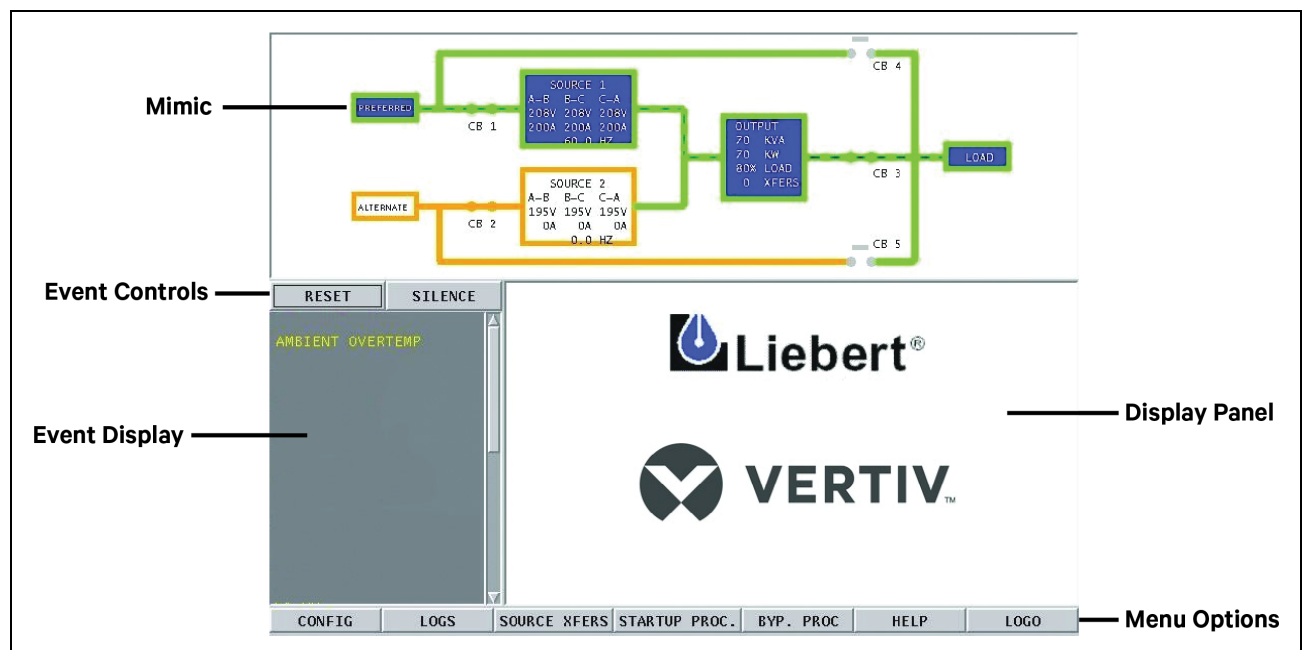 Mimic
PREFERRED
CB 1
SOURCE 1
A-B B-C C-A
208V 208V 208V
200A 200A 200A
60.0 HZ
CB 4
OUTPUT
70 KVA
70 KW
80% LOAD
0 XFERS
CB 3
LOAD
ALTERNATE
CB 2
SOURCE 2
A-B B-C C-A
195V 195V 195V
0A 0A 0A
0.0 HZ
CB 5
Event Controls
RESET SILENCE
AMBIENT OVERTEMP
Event Display
Liebert®
VERTIV™
Display Panel
CONFIG LOGS SOURCE XFERS STARTUP PROC. BYP. PROC HELP LOGO
Menu Options